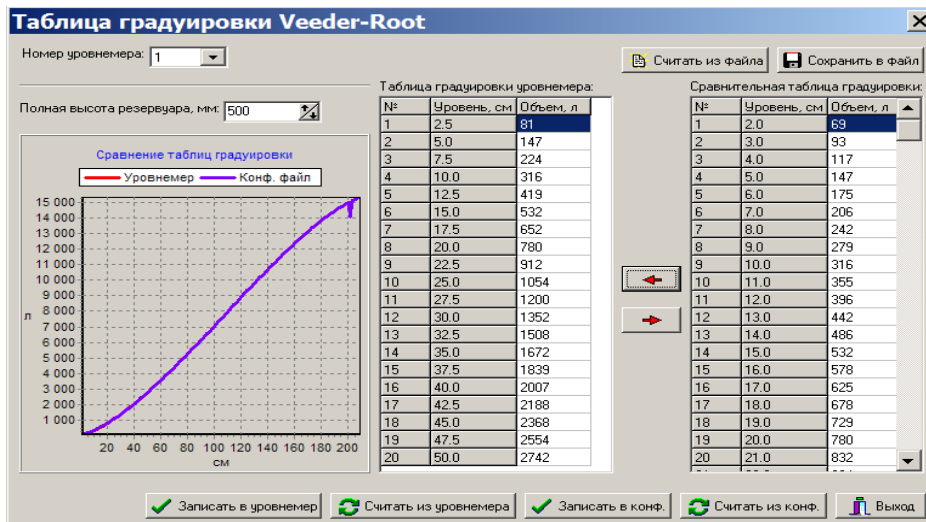 Таблица градуировки Veeder-Root
Номер уровнемера: 1
Считать из файла
Сохранить в файл
Полная высота резервуара, мм: 500
Сравнение таблиц градуировки
Уровнемер Конф. файл
15 000
14 000
13 000
12 000
11 000
10 000
9 000
л 8 000
7 000
6 000
5 000
4 000
3 000
2 000
1 000
20 40 60 80 100 120 140 160 180 200
см
Таблица градуировки уровнемера:
№ Уровень, см Объем, л
1 2.5 81
2 5.0 147
3 7.5 224
4 10.0 316
5 12.5 419
6 15.0 532
7 17.5 652
8 20.0 780
9 22.5 912
10 25.0 1054
11 27.5 1200
12 30.0 1352
13 32.5 1508
14 35.0 1672
15 37.5 1839
16 40.0 2007
17 42.5 2188
18 45.0 2368
19 47.5 2554
20 50.0 2742
Сравнительная таблица градуировки:
№ Уровень, см Объем, л
1 2.0 69
2 3.0 93
3 4.0 117
4 5.0 147
5 6.0 175
6 7.0 206
7 8.0 242
8 9.0 279
9 10.0 316
10 11.0 355
11 12.0 396
12 13.0 442
13 14.0 486
14 15.0 532
15 16.0 578
16 17.0 625
17 18.0 678
18 19.0 729
19 20.0 780
20 21.0 832
Записать в уровнемер
Считать из уровнемера
Записать в конф.
Считать из конф.
Выход